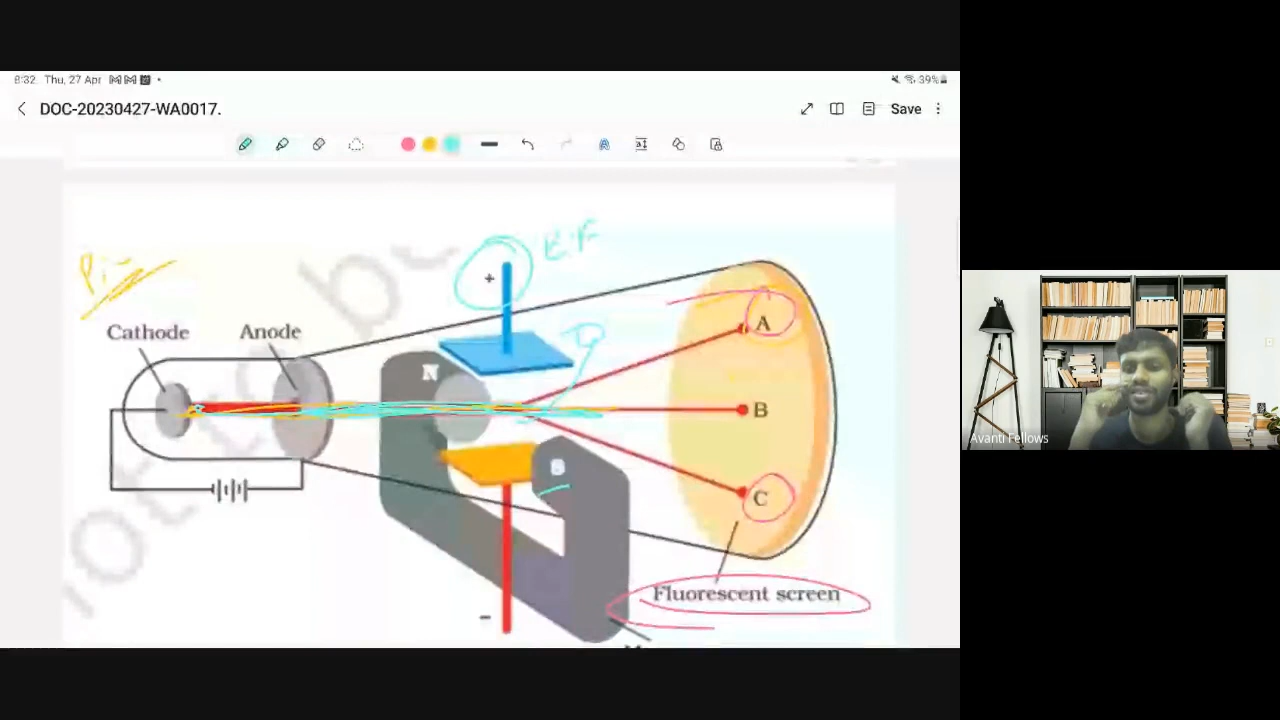 8:32 Thu, 27 Apr
39%
DOC-20230427-WA0017.
Save
E.F
+
Cathode
Anode
A
N
B
S
C
Fluorescent screen
-
Avanti Fellows